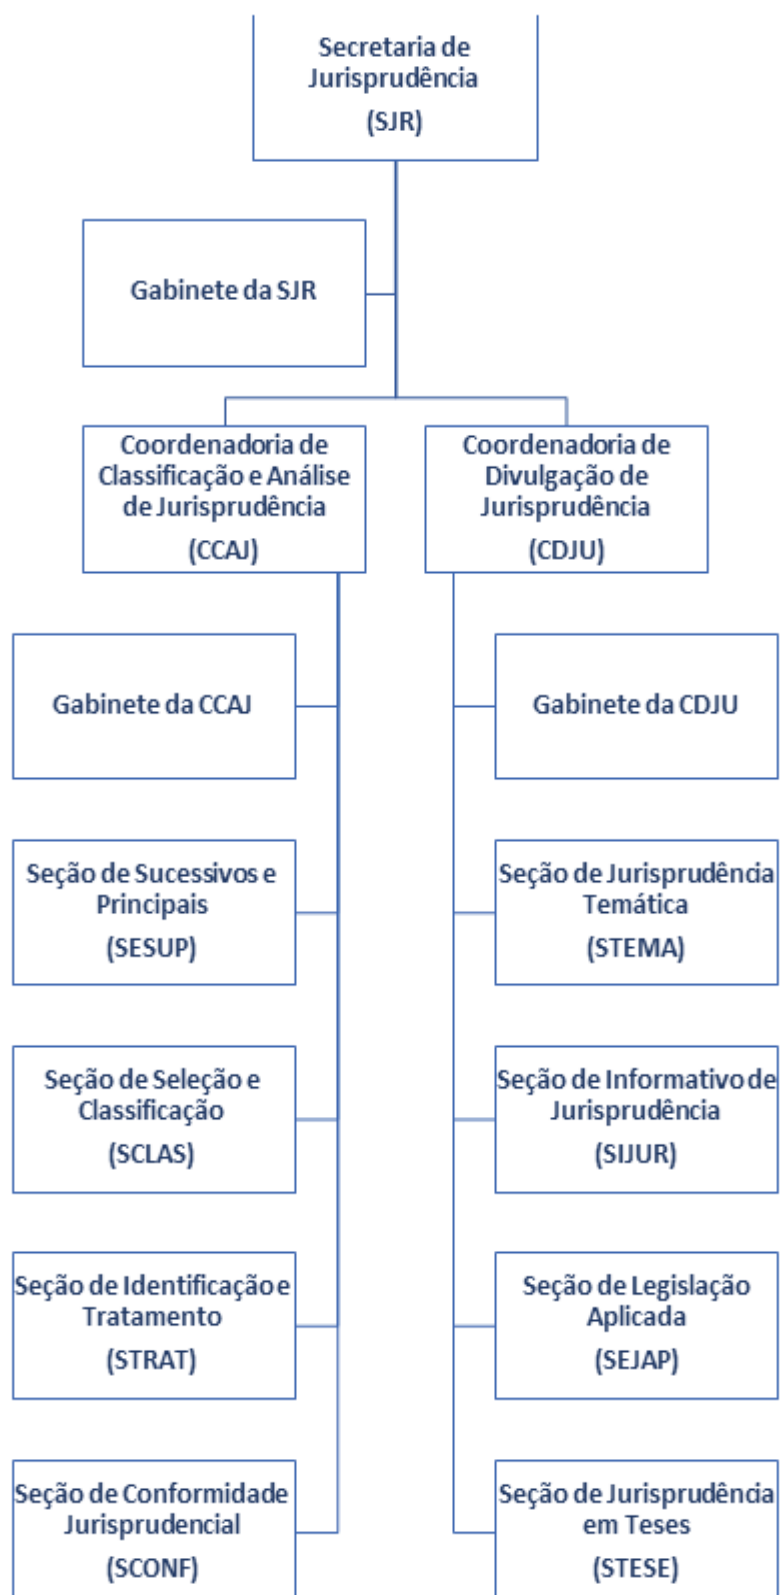 Secretaria de
Jurisprudência
(SJR)
Gabinete da SJR
Coordenadoria de
Classificação e Análise
de Jurisprudência
(CCAJ)
Coordenadoria de
Divulgação de
Jurisprudência
(CDJU)
Gabinete da CCAJ
Gabinete da CDJU
Seção de Sucessivos e
Principais
(SESUP)
Seção de Jurisprudência
Temática
(STEMA)
Seção de Seleção e
Classificação
(SCLAS)
Seção de Informativo de
Jurisprudência
(SIJUR)
Seção de Identificação e
Tratamento
(STRAT)
Seção de Legislação
Aplicada
(SEJAP)
Seção de Conformidade
Jurisprudencial
(SCONF)
Seção de Jurisprudência
em Teses
(STESE)